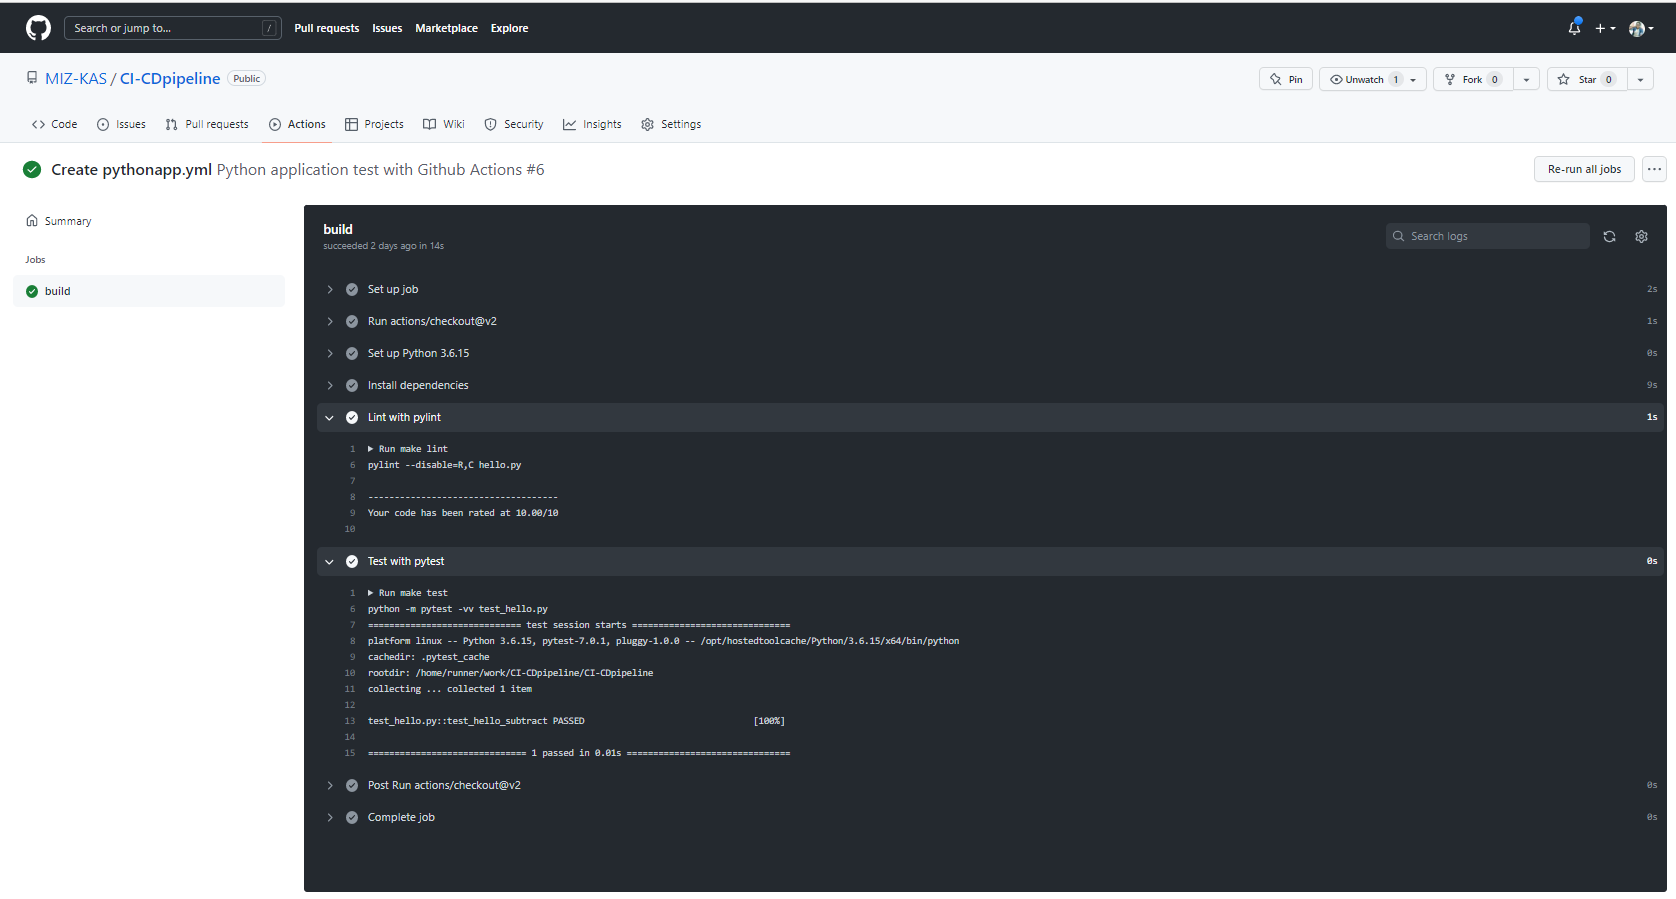 Search or jump to... /
Pull requests Issues Marketplace Explore
MIZ-KAS / CI-CDpipeline Public
Pin Unwatch 1 Fork 0 Star 0
Code Issues Pull requests Actions Projects Wiki Security Insights Settings
Create pythonapp.yml Python application test with Github Actions #6
Re-run all jobs ...
Summary
Jobs
build
build
succeeded 2 days ago in 14s
Search logs
Set up job 2s
Run actions/checkout@v2 1s
Set up Python 3.6.15 0s
Install dependencies 9s
Lint with pylint 1s
1 ▶ Run make lint
6 pylint --disable=R,C hello.py
7
8 ------------------------------------
9 Your code has been rated at 10.00/10
10
Test with pytest 0s
1 ▶ Run make test
6 python -m pytest -vv test_hello.py
7 ============================= test session starts ==============================
8 platform linux -- Python 3.6.15, pytest-7.0.1, pluggy-1.0.0 -- /opt/hostedtoolcache/Python/3.6.15/x64/bin/python
9 cachedir: .pytest_cache
10 rootdir: /home/runner/work/CI-CDpipeline/CI-CDpipeline
11 collecting ... collected 1 item
12
13 test_hello.py::test_hello_subtract PASSED [100%]
14
15 ============================== 1 passed in 0.01s ===============================
Post Run actions/checkout@v2 0s
Complete job 0s